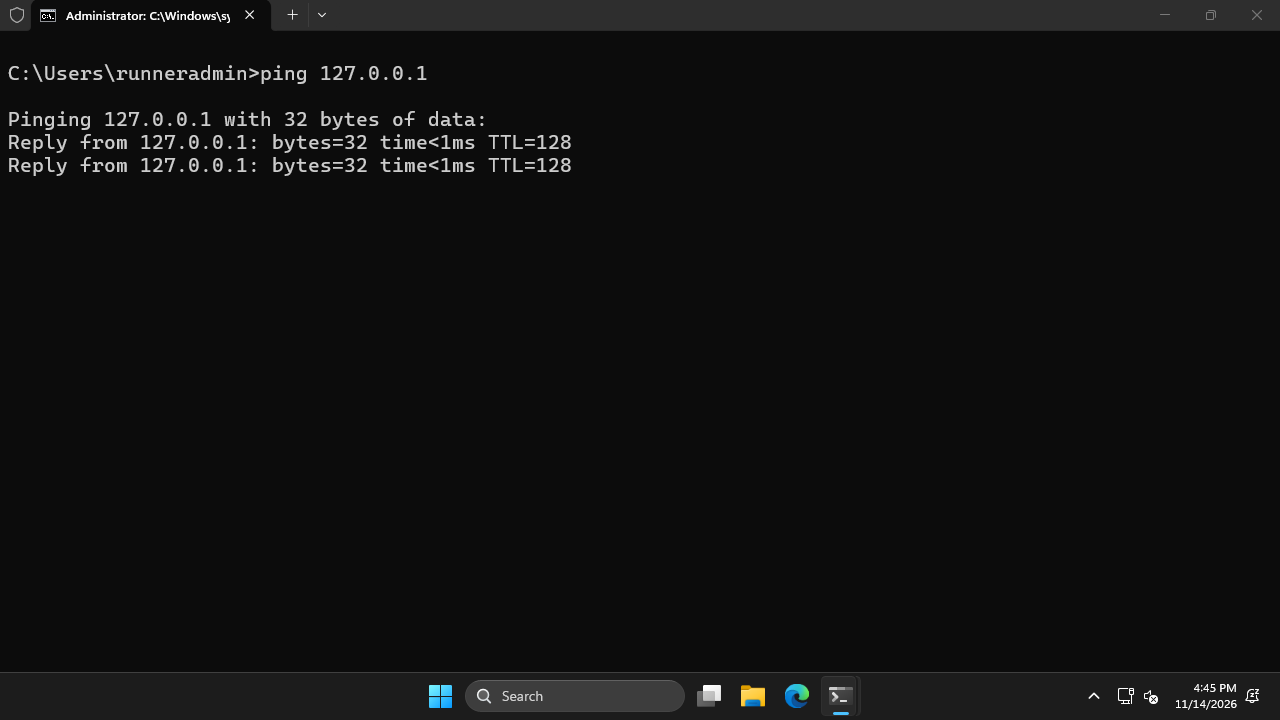 Administrator: C:\Windows\sy
C:\Users\runneradmin>ping 127.0.0.1
Pinging 127.0.0.1 with 32 bytes of data:
Reply from 127.0.0.1: bytes=32 time<1ms TTL=128
Reply from 127.0.0.1: bytes=32 time<1ms TTL=128
Search
4:45 PM
11/14/2026